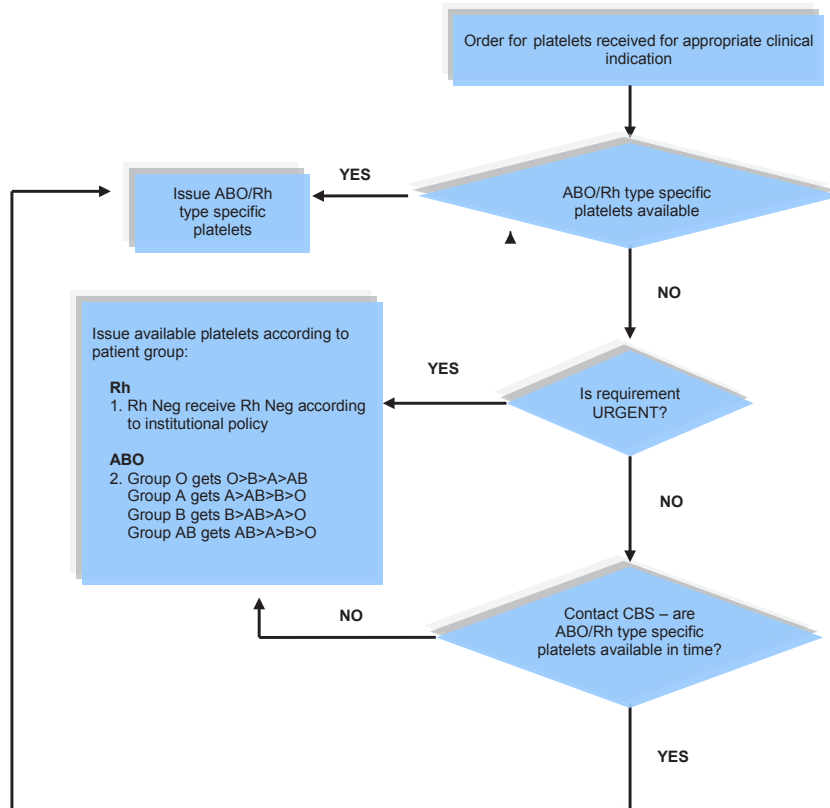 Order for platelets received for appropriate clinical
indication
YES
Issue ABO/Rh
type specific
platelets
ABO/Rh type specific
platelets available
NO
Issue available platelets according to
patient group:
Rh
1. Rh Neg receive Rh Neg according
to institutional policy
ABO
2. Group O gets O>B>A>AB
Group A gets A>AB>B>O
Group B gets B>AB>A>O
Group AB gets AB>A>B>O
YES
Is requirement
URGENT?
NO
NO
Contact CBS – are
ABO/Rh type specific
platelets available in time?
YES